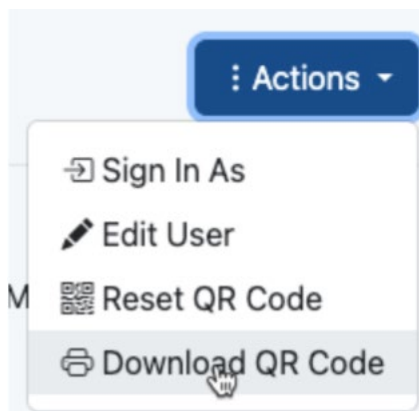 Actions
Sign In As
Edit User
M
Reset QR Code
Download QR Code